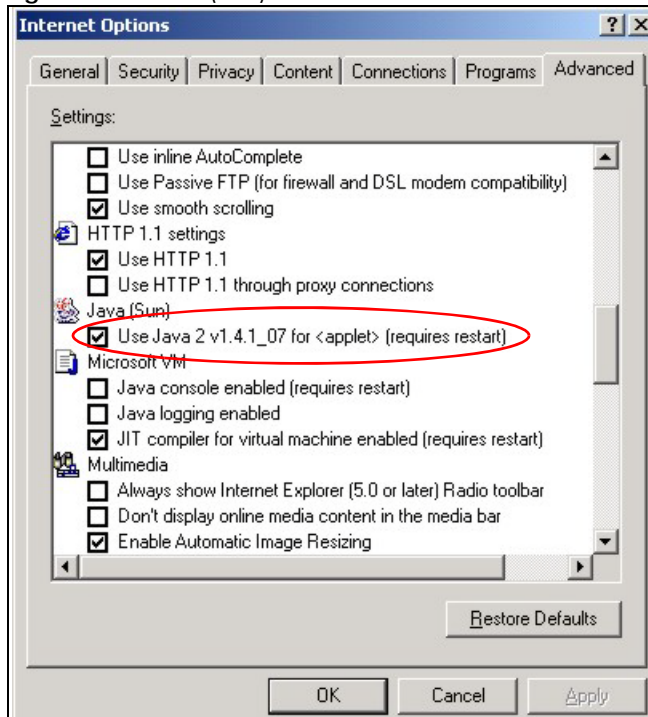 Internet Options
? X
General Security Privacy Content Connections Programs Advanced
Settings:
Use inline AutoComplete
Use Passive FTP (for firewall and DSL modem compatibility)
Use smooth scrolling
HTTP 1.1 settings
Use HTTP 1.1
Use HTTP 1.1 through proxy connections
Java (Sun)
Use Java 2 v1.4.1_07 for <applet> (requires restart)
Microsoft VM
Java console enabled (requires restart)
Java logging enabled
JIT compiler for virtual machine enabled (requires restart)
Multimedia
Always show Internet Explorer (5.0 or later) Radio toolbar
Don't display online media content in the media bar
Enable Automatic Image Resizing
Restore Defaults
OK Cancel Apply